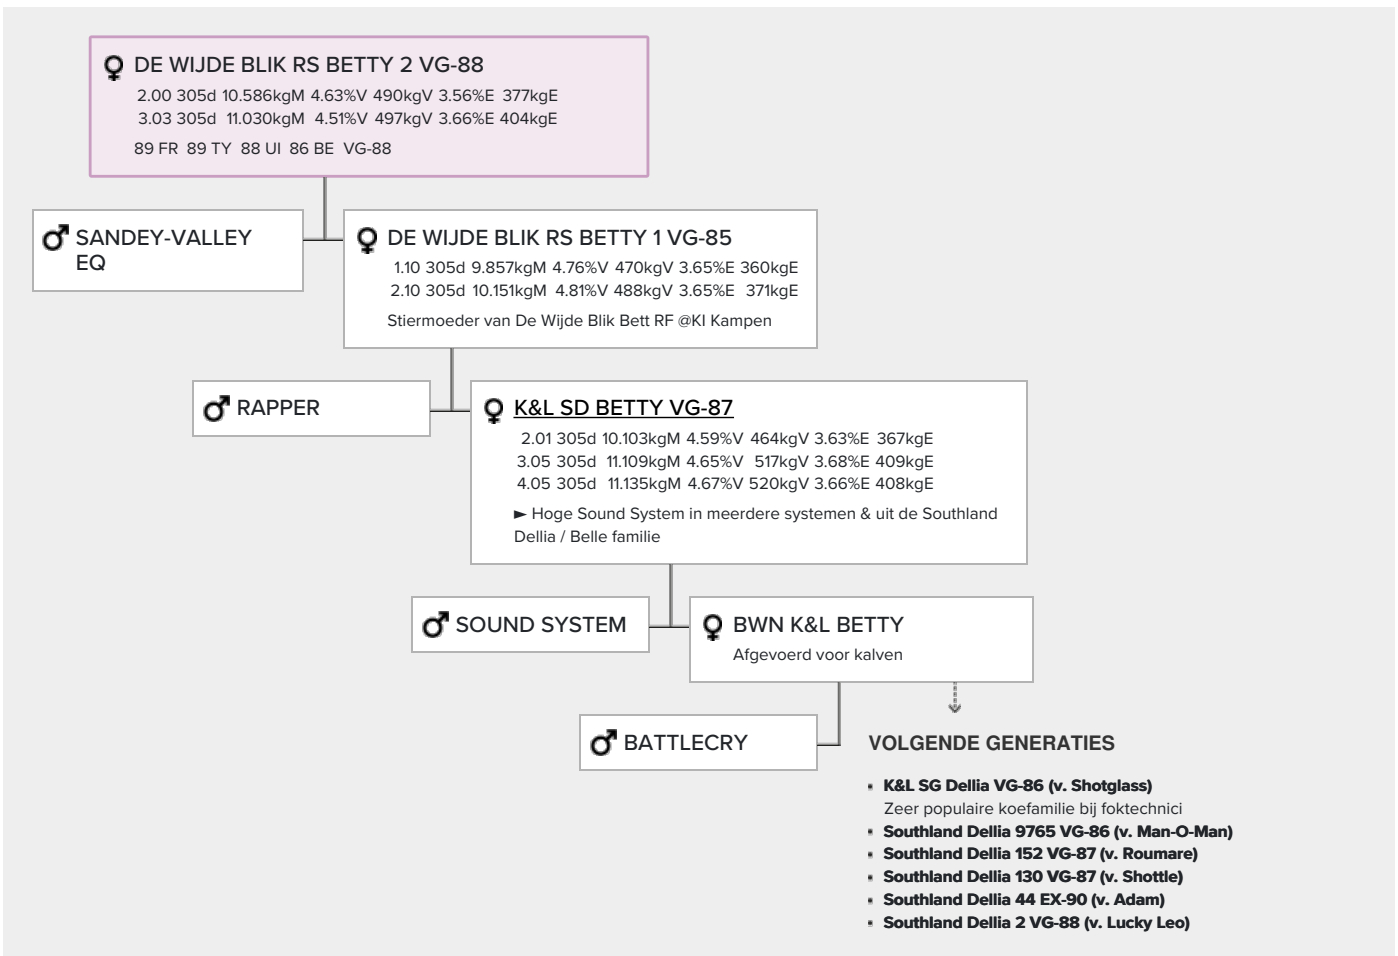 DE WIJDE BLIK RS BETTY 2 VG-88
2.00 305d 10.586kgM 4.63%V 490kgV 3.56%E 377kgE
3.03 305d 11.030kgM 4.51%V 497kgV 3.66%E 404kgE
89 FR 89 TY 88 UI 86 BE VG-88
SANDEY-VALLEY
EQ
DE WIJDE BLIK RS BETTY 1 VG-85
1.10 305d 9.857kgM 4.76%V 470kgV 3.65%E 360kgE
2.10 305d 10.151kgM 4.81%V 488kgV 3.65%E 371kgE
Stiermoeder van De Wijde Blik Bett RF @KI Kampen
RAPPER
K&L SD BETTY VG-87
2.01 305d 10.103kgM 4.59%V 464kgV 3.63%E 367kgE
3.05 305d 11.109kgM 4.65%V 517kgV 3.68%E 409kgE
4.05 305d 11.135kgM 4.67%V 520kgV 3.66%E 408kgE
► Hoge Sound System in meerdere systemen & uit de Southland
Dellia / Belle familie
SOUND SYSTEM
BWN K&L BETTY
Afgevoerd voor kalven
BATTLECRY
VOLGENDE GENERATIES
▪ K&L SG Dellia VG-86 (v. Shotglass)
Zeer populaire koefamilie bij foktechnici
▪ Southland Dellia 9765 VG-86 (v. Man-O-Man)
▪ Southland Dellia 152 VG-87 (v. Roumare)
▪ Southland Dellia 130 VG-87 (v. Shottle)
▪ Southland Dellia 44 EX-90 (v. Adam)
▪ Southland Dellia 2 VG-88 (v. Lucky Leo)